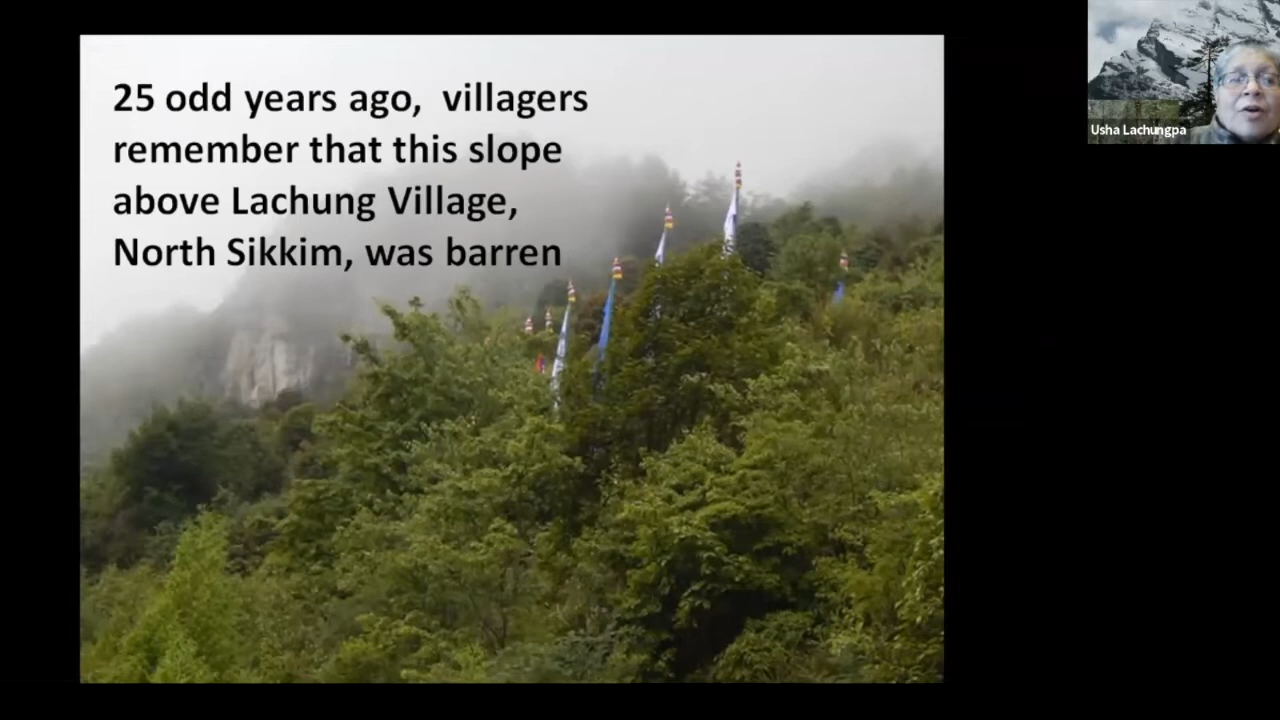 25 odd years ago,  villagers
remember that this slope
above Lachung Village,
North Sikkim, was barren
Usha Lachungpa